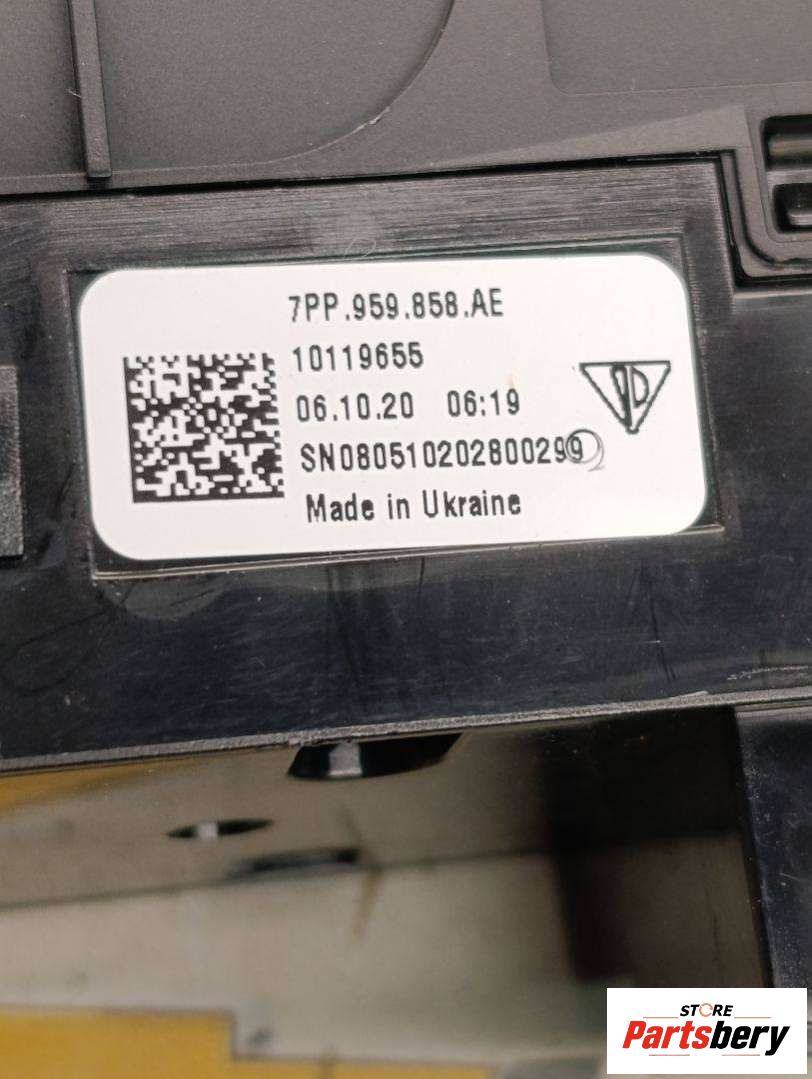 7PP.959.858.AE
10119655
06.10.20 06:19
SN080510202800299
Made in Ukraine
STORE
Partsbery